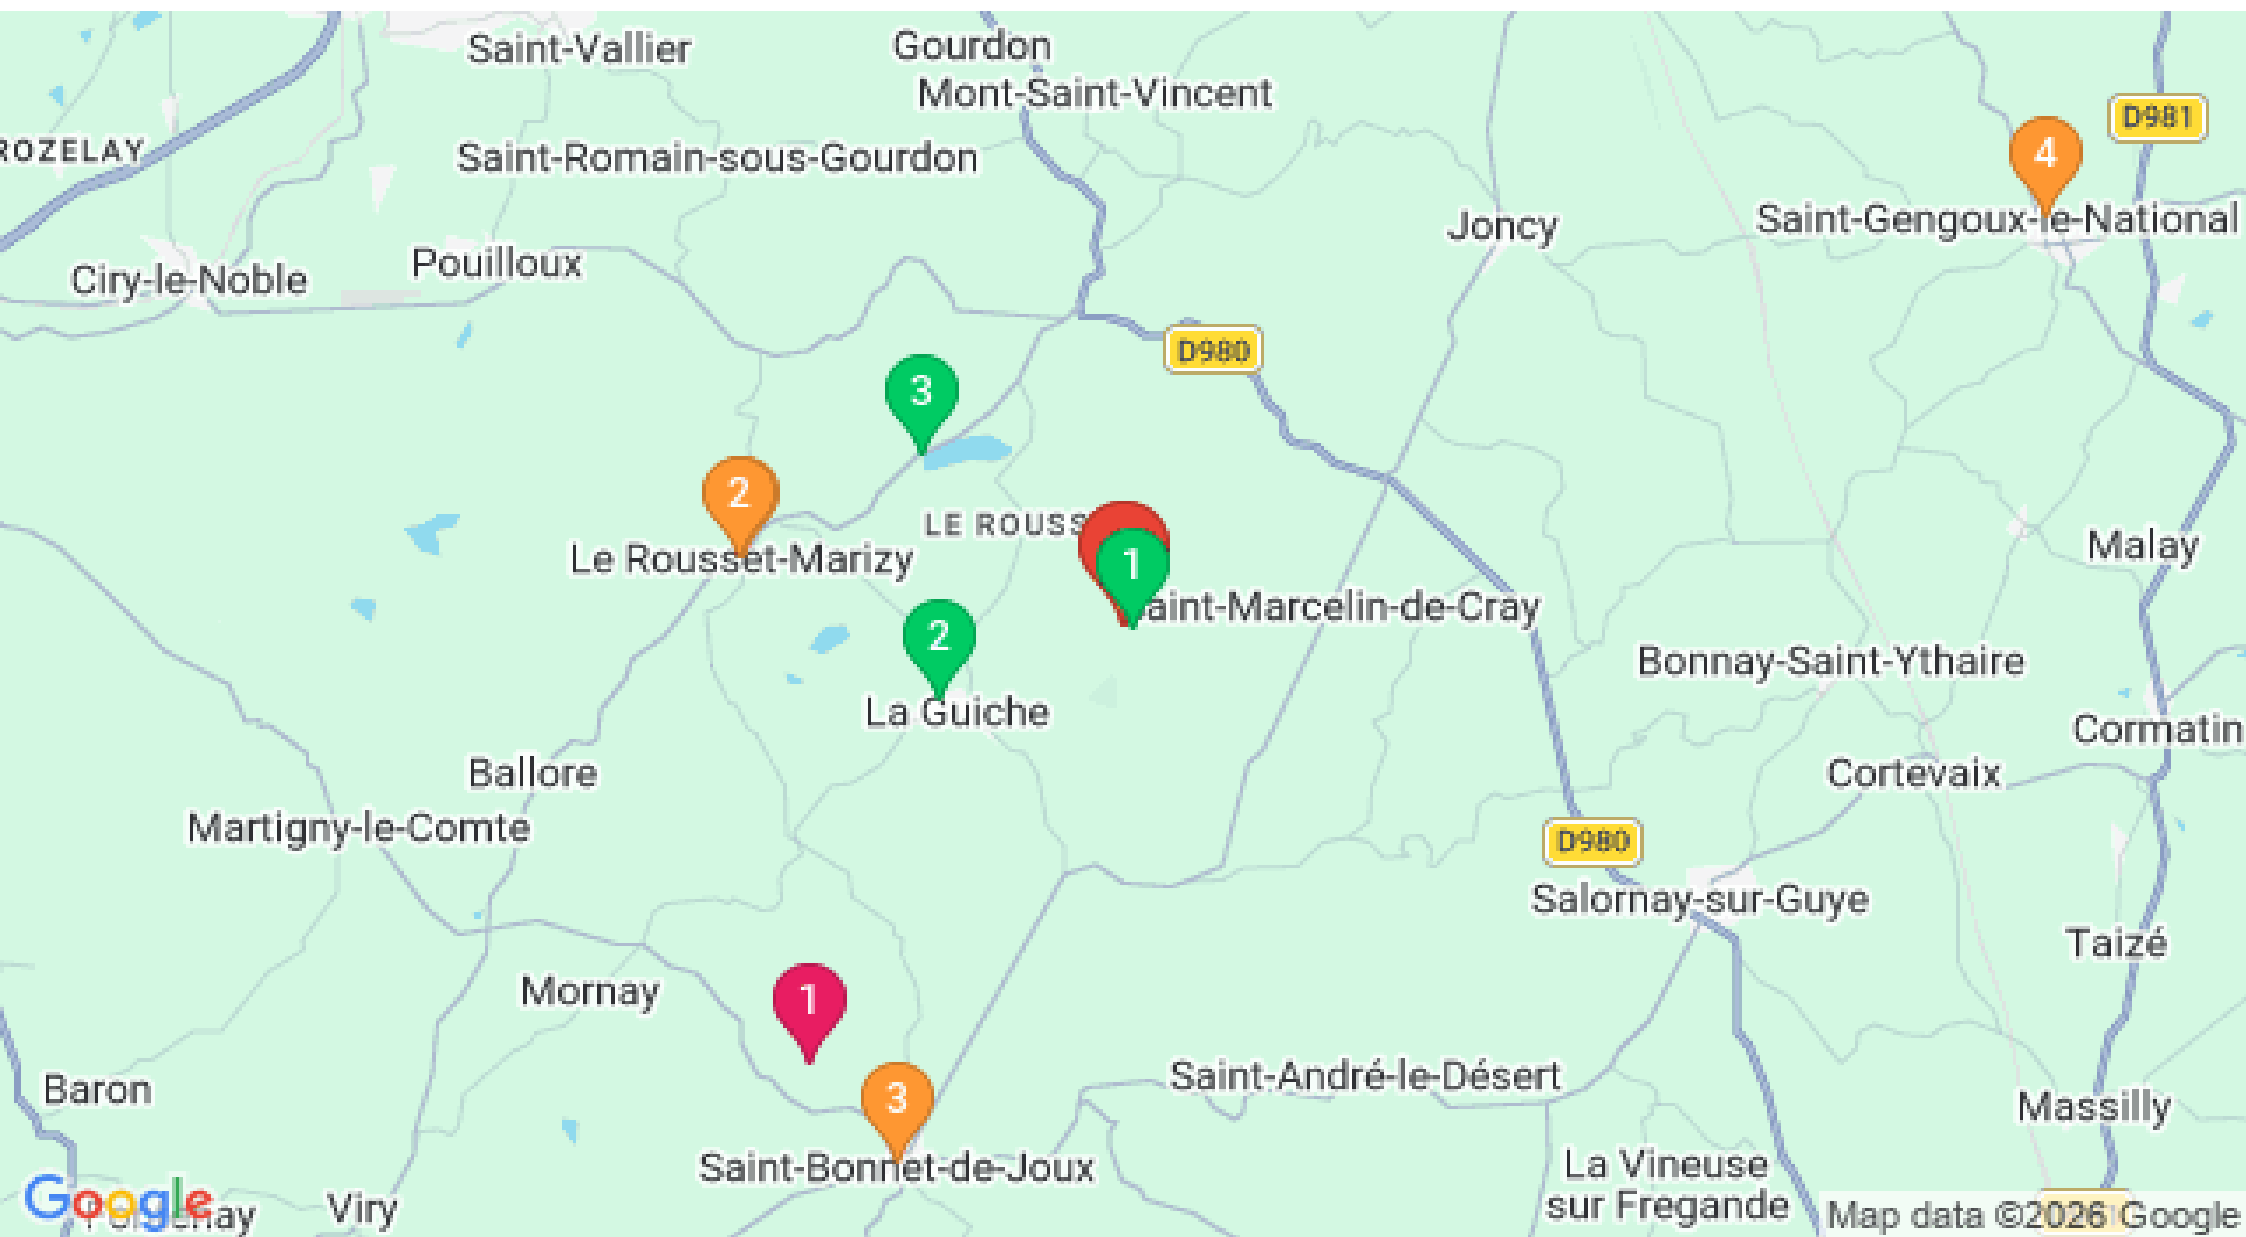 Saint-Vallier
Gourdon
Mont-Saint-Vincent
D981
ROZELAY
Saint-Romain-sous-Gourdon
4
Saint-Gengoux-le-National
Joncy
Pouilloux
Ciry-le-Noble
D980
3
2
LE ROUSS
1
Le Rousset-Marizy
Malay
aint-Marcelin-de-Cray
2
Bonnay-Saint-Ythaire
La Guiche
Cormatin
Ballore
Cortevaix
Martigny-le-Comte
D980
Salornay-sur-Guye
Taizé
Mornay
1
Saint-André-le-Désert
Baron
3
Massilly
Saint-Bonnet-de-Joux
La Vineuse
sur Fregande
Google
Viry
Map data ©2026 Google